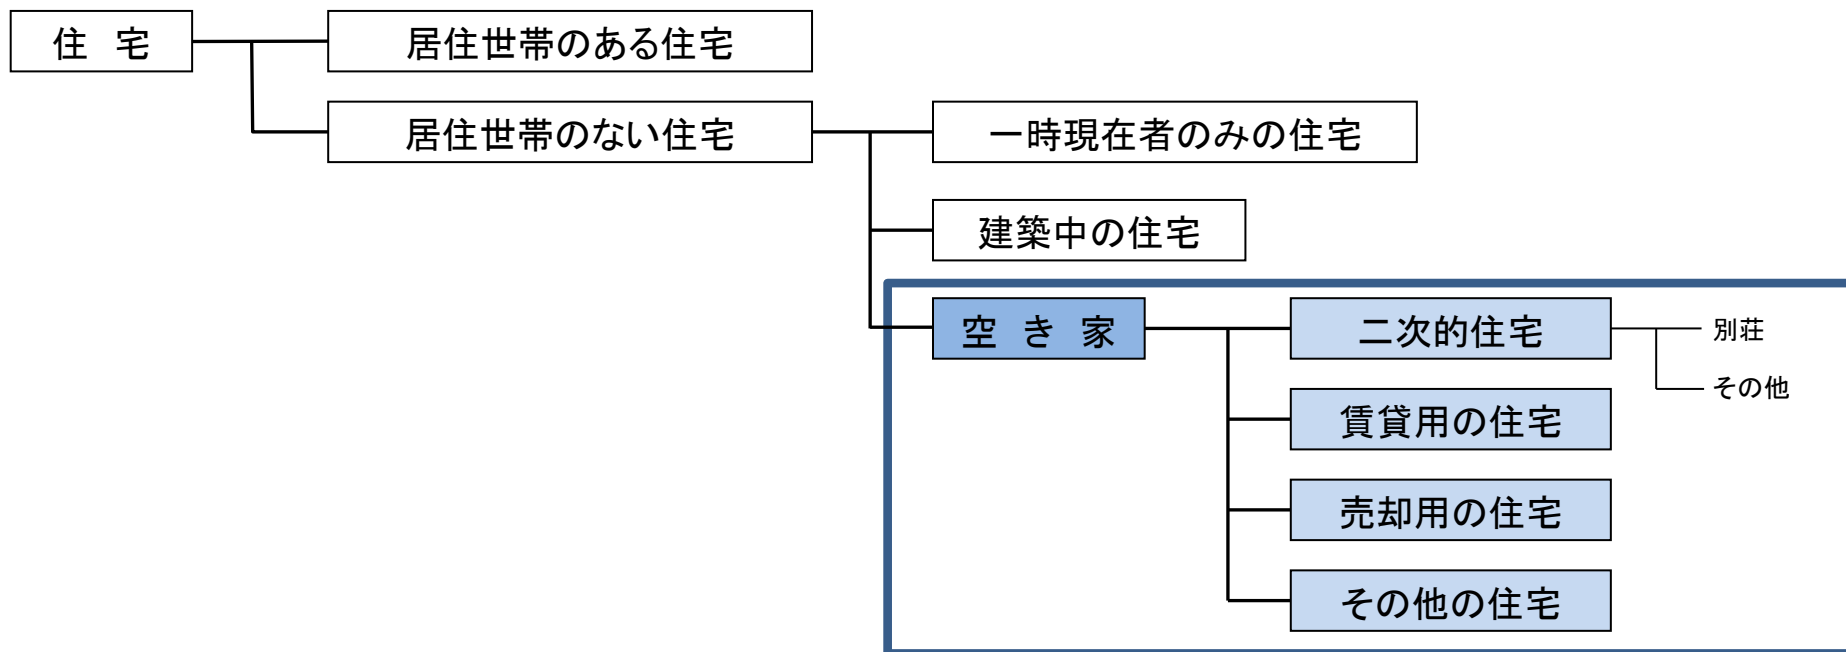 住 宅
居住世帯のある住宅
居住世帯のない住宅
一時現在者のみの住宅
建築中の住宅
空 き 家
二次的住宅
別荘
その他
賃貸用の住宅
売却用の住宅
その他の住宅